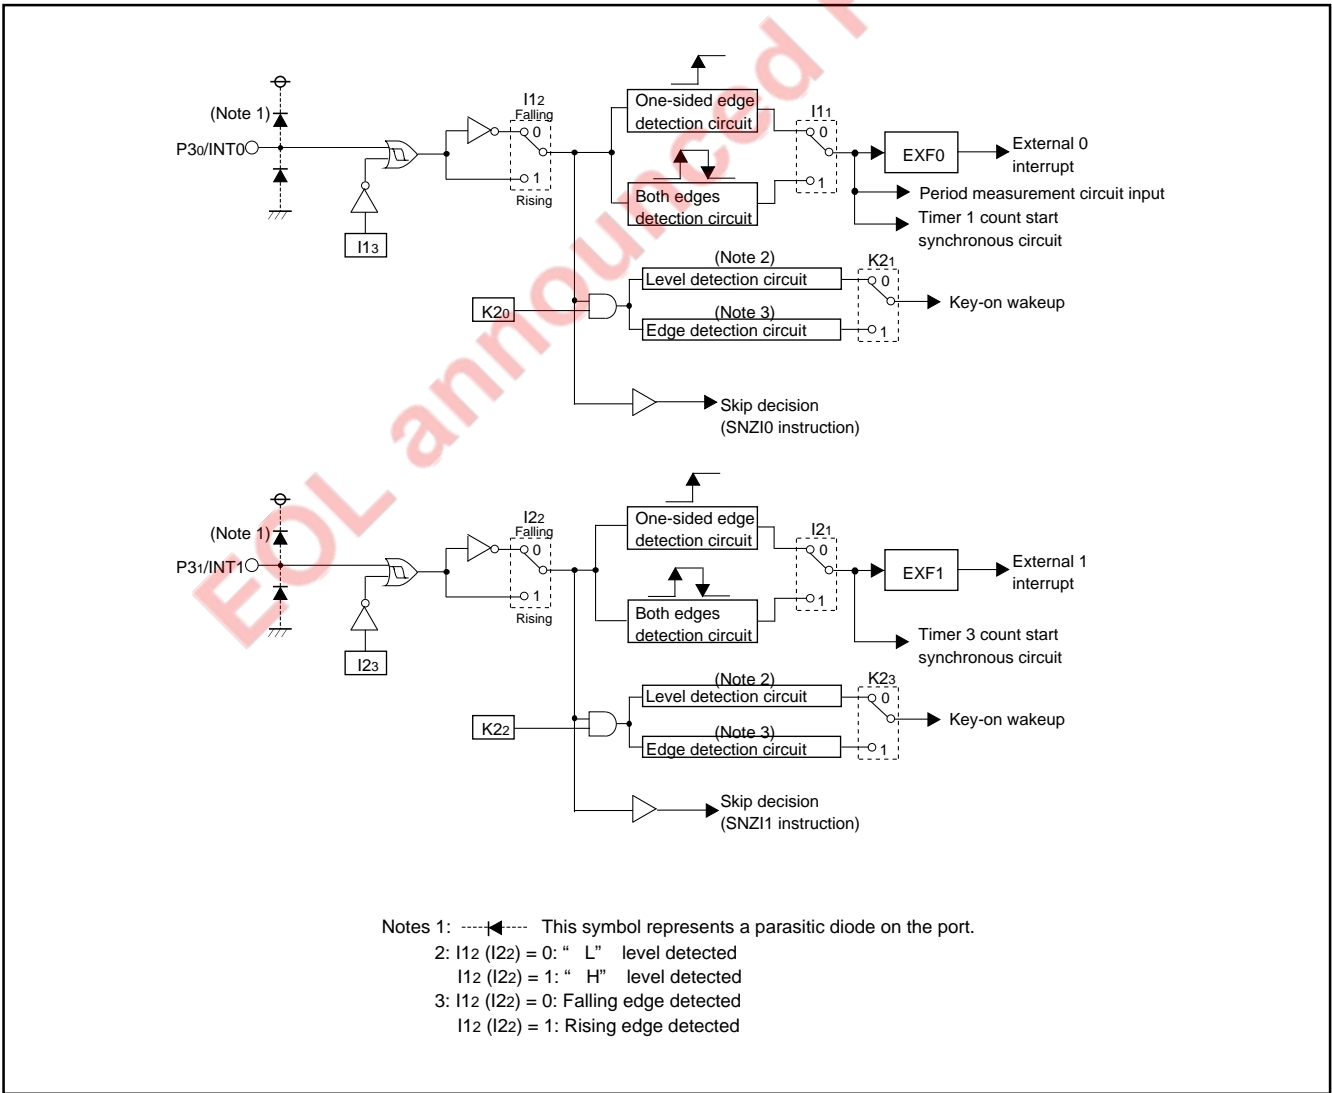 EOL announced
(Note 1)
P30/INT0
I13
I12
Falling
0
1
Rising
One-sided edge
detection circuit
Both edges
detection circuit
I11
0
1
EXF0
External 0
interrupt
Period measurement circuit input
Timer 1 count start
synchronous circuit
K20
(Note 2)
Level detection circuit
(Note 3)
Edge detection circuit
K21
0
1
Key-on wakeup
Skip decision
(SNZI0 instruction)
(Note 1)
P31/INT1
I23
I22
Falling
0
1
Rising
One-sided edge
detection circuit
Both edges
detection circuit
I21
0
1
EXF1
External 1
interrupt
Timer 3 count start
synchronous circuit
K22
(Note 2)
Level detection circuit
(Note 3)
Edge detection circuit
K23
0
1
Key-on wakeup
Skip decision
(SNZI1 instruction)
Notes 1: This symbol represents a parasitic diode on the port.
2: I12 (I22) = 0: “ L” level detected
I12 (I22) = 1: “ H” level detected
3: I12 (I22) = 0: Falling edge detected
I12 (I22) = 1: Rising edge detected